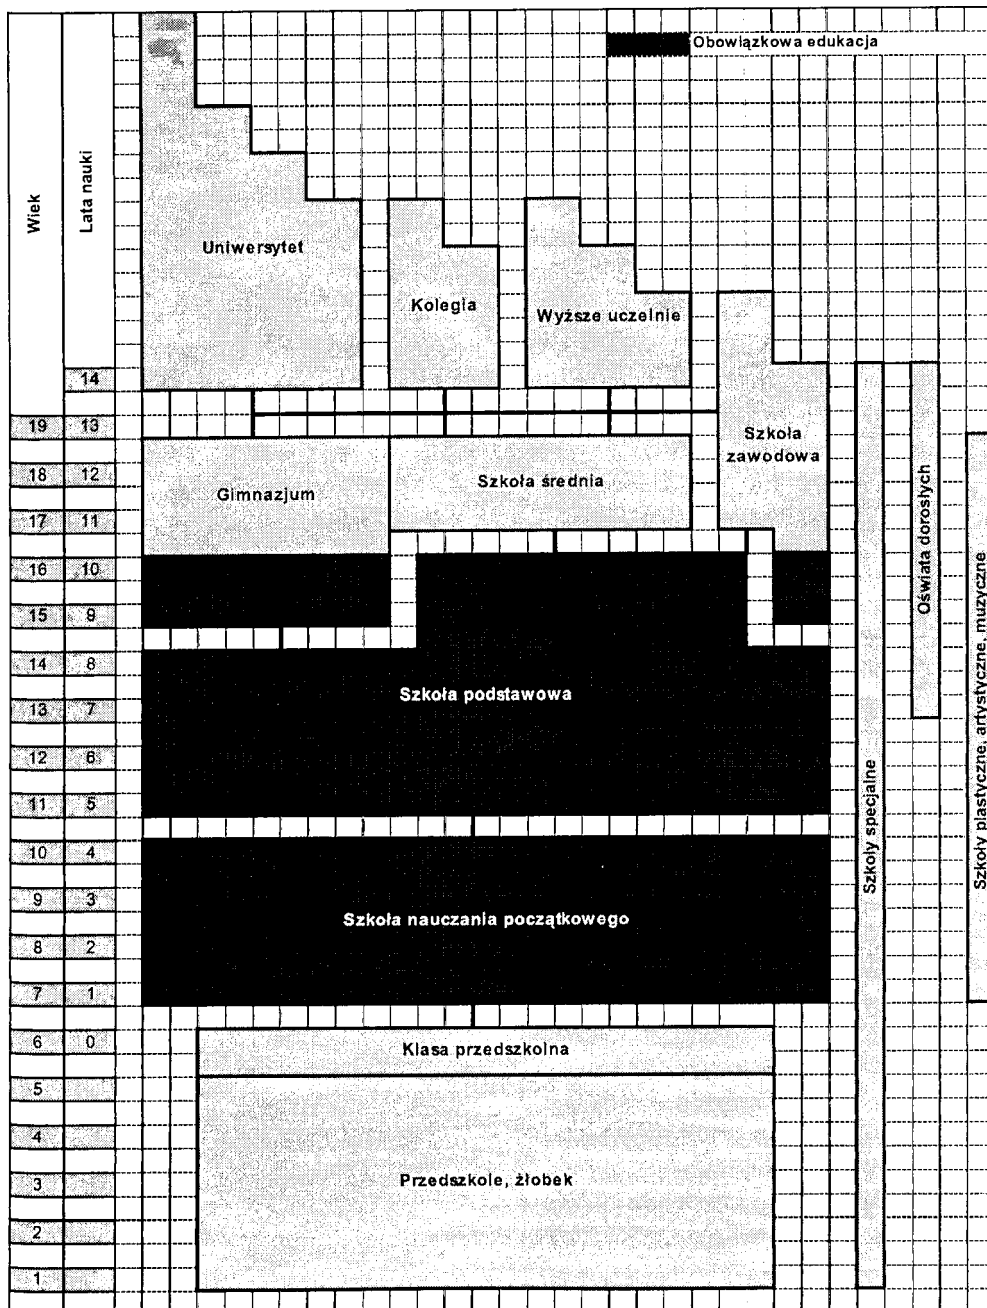 Obowiązkowa edukacja
Wiek
Lata nauki
Uniwersytet
Kolegia
Wyższe uczelnie
14
19 13
Szkoła
zawodowa
18 12
Gimnazjum
Szkoła średnia
17 11
16 10
15 9
14 8
Szkoła podstawowa
13 7
12 6
11 5
10 4
9 3
Szkoła nauczania początkowego
8 2
7 1
6 0
Klasa przedszkolna
5
4
3
Przedszkole, żłobek
2
1
Szkoły specjalne
Oświata dorosłych
Szkoły plastyczne, artystyczne, muzyczne